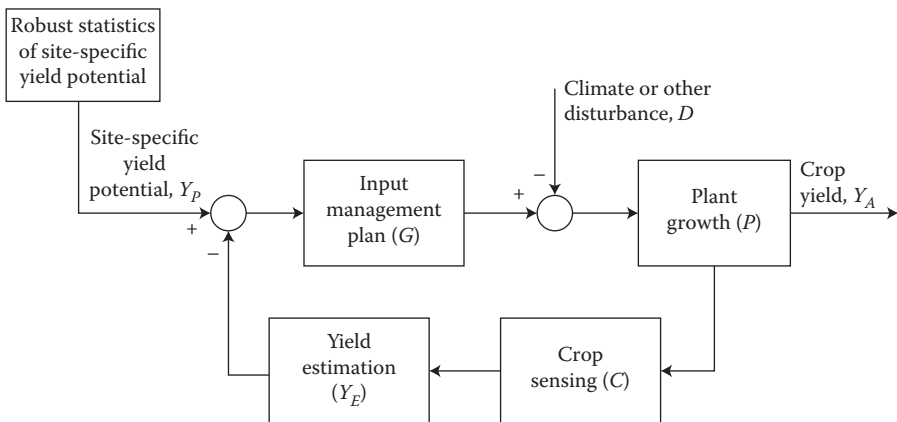 Robust statistics
of site-specific
yield potential
Site-specific
yield
potential, Y_P
+
−
Input
management
plan (G)
+
−
Climate or other
disturbance, D
Plant
growth (P)
Crop
yield, Y_A
Yield
estimation
(Y_E)
Crop
sensing (C)